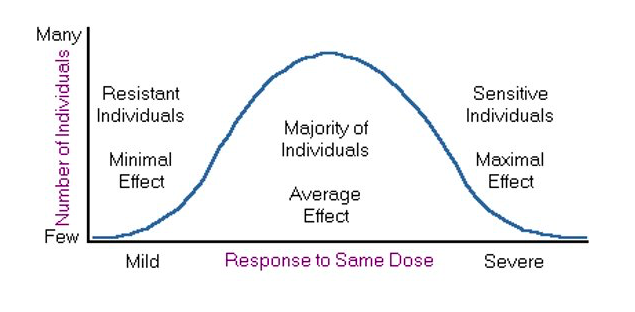 Many
Number of Individuals
Few
Resistant
Individuals
Minimal
Effect
Majority of
Individuals
Average
Effect
Sensitive
Individuals
Maximal
Effect
Mild
Response to Same Dose
Severe